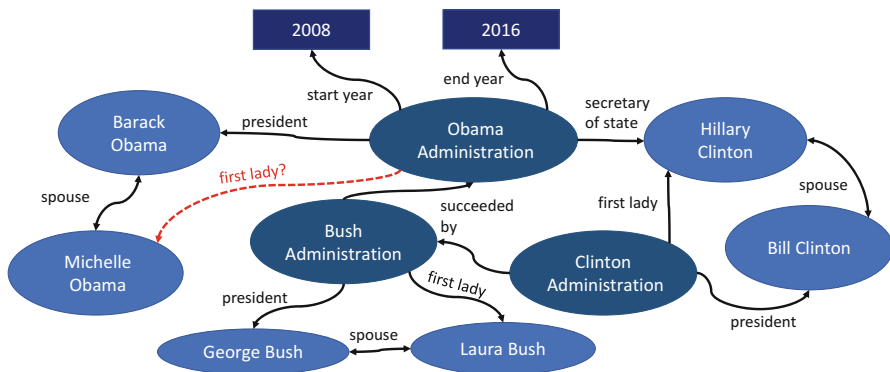 2008
2016
start year
end year
president
secretary
of state
Barack
Obama
Obama
Administration
Hillary
Clinton
first lady?
spouse
spouse
first lady
succeeded
by
Bush
Administration
Michelle
Obama
Clinton
Administration
Bill Clinton
president
first lady
president
spouse
George Bush
Laura Bush